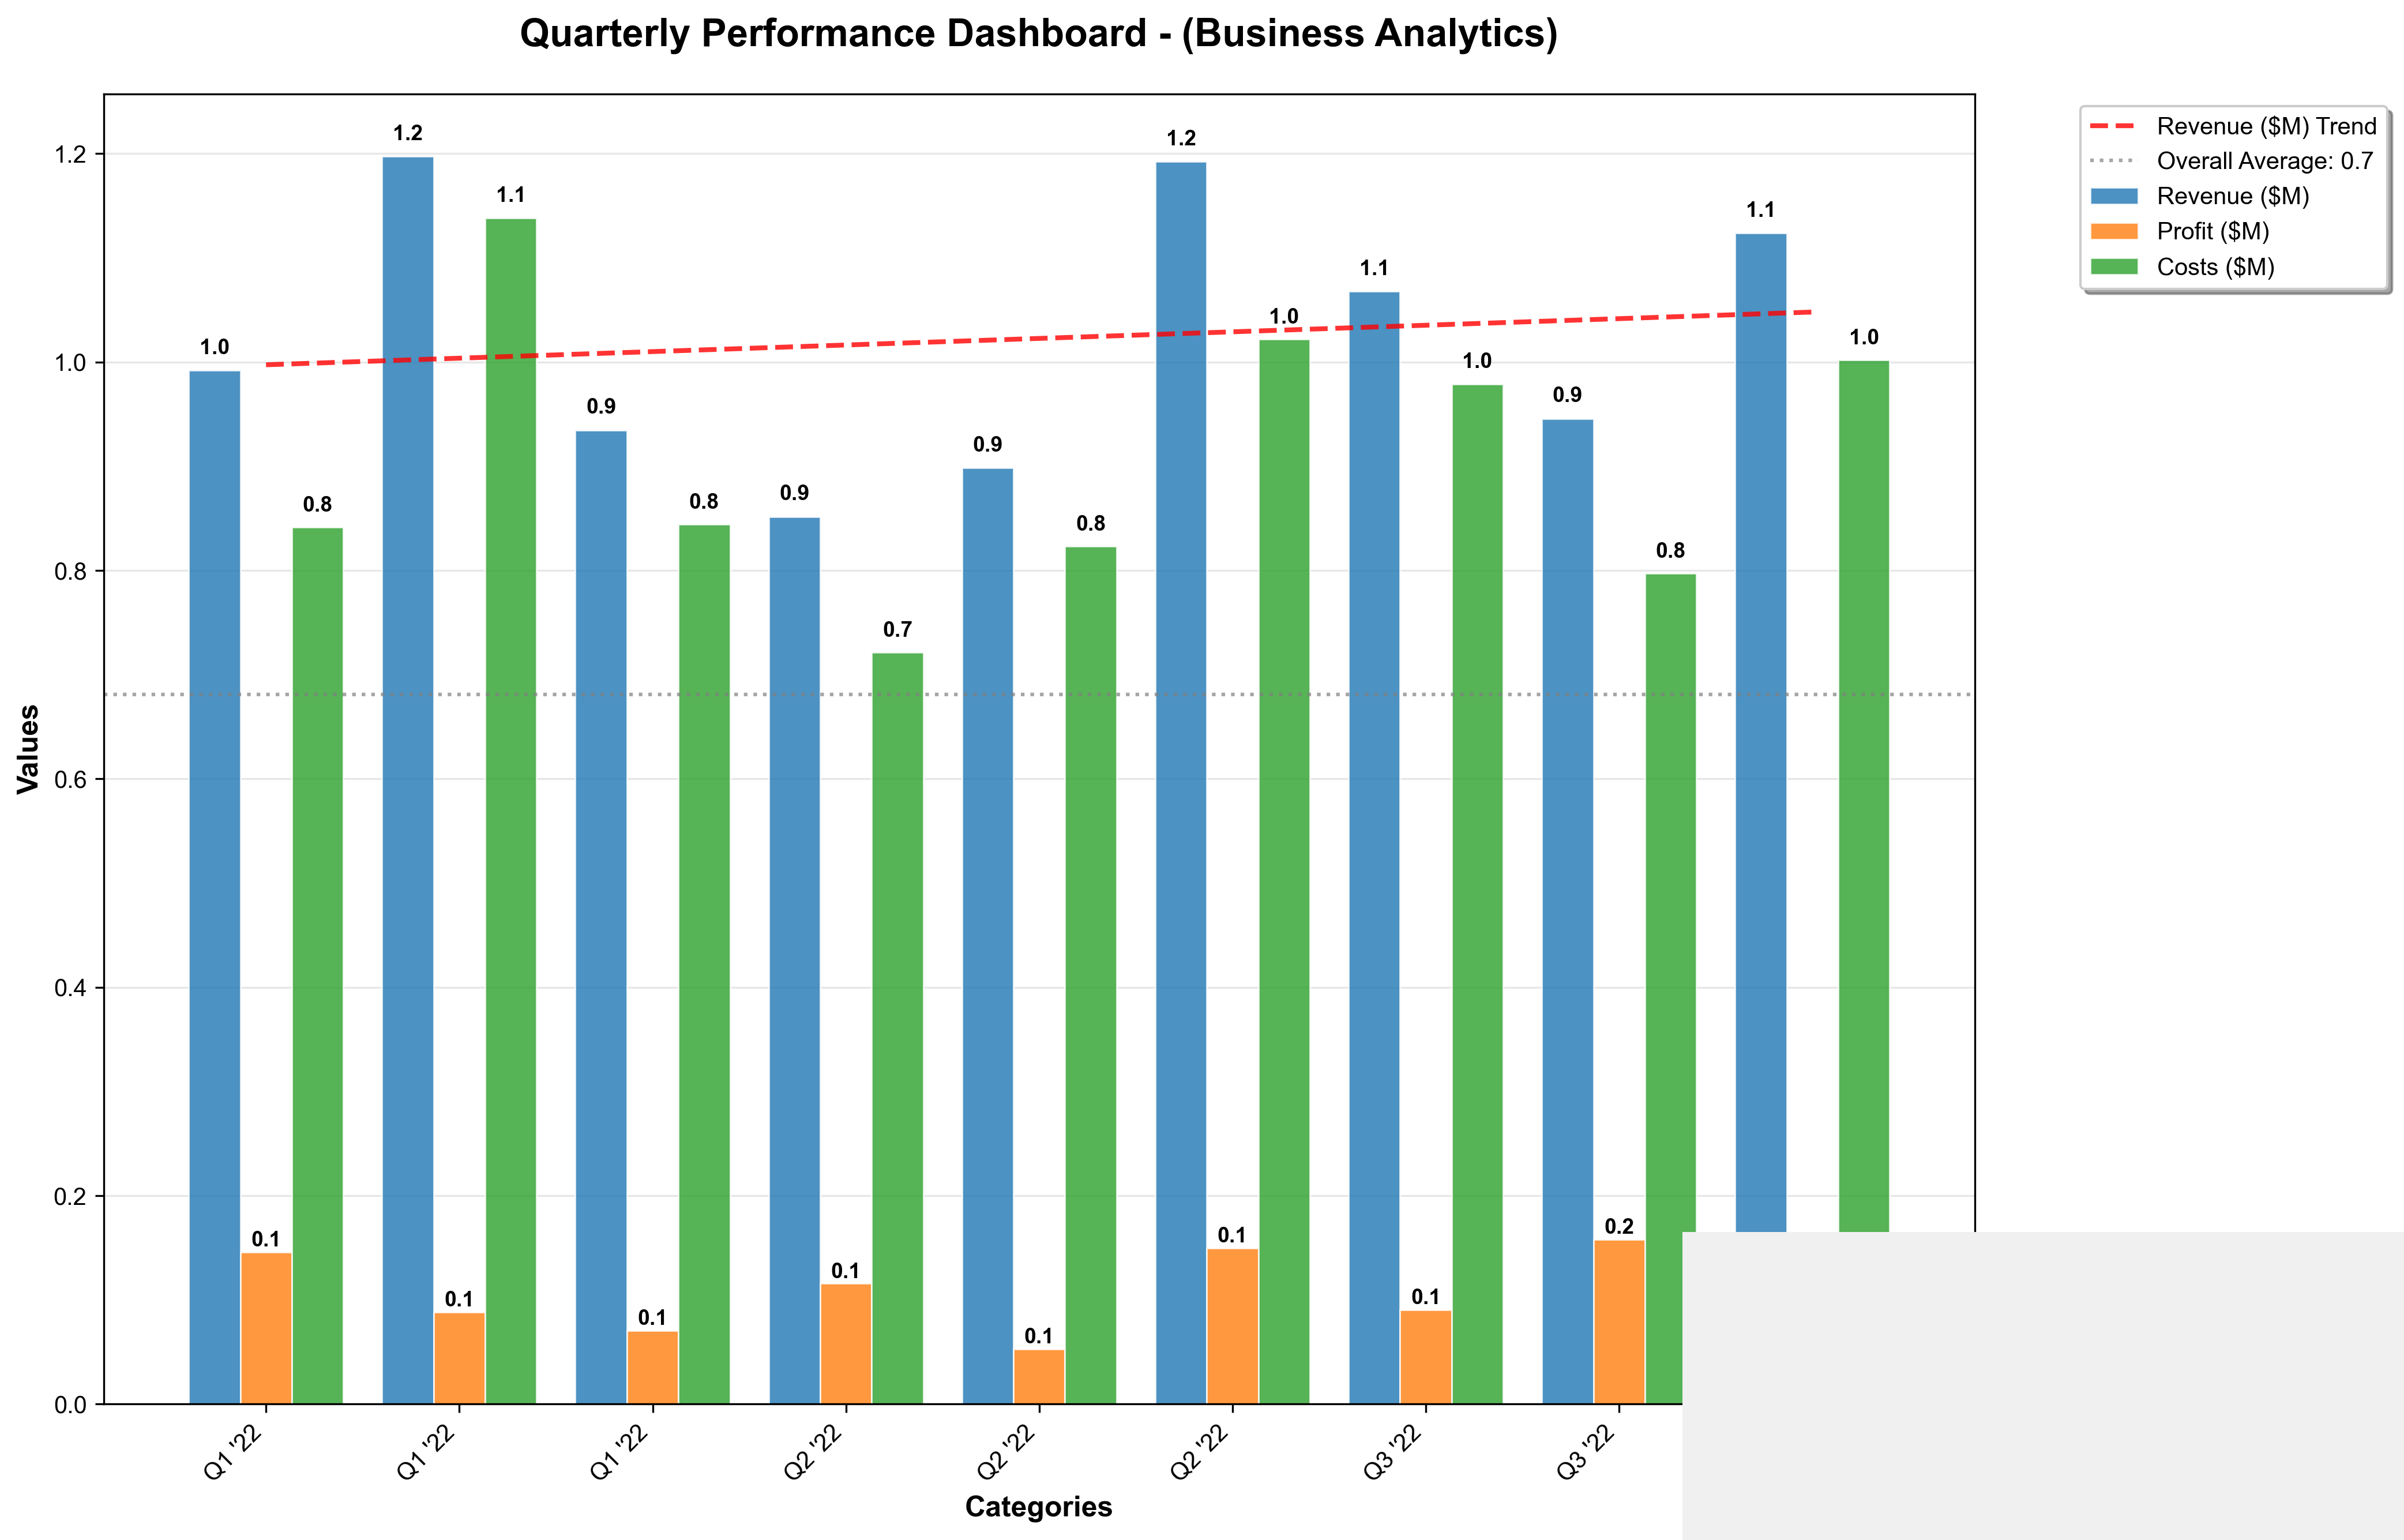 Quarterly Performance Dashboard - (Business Analytics)
Revenue ($M) Trend
Overall Average: 0.7
Revenue ($M)
Profit ($M)
Costs ($M)
Values
1.2
1.0
0.8
0.6
0.4
0.2
0.0
1.0
0.1
0.8
1.2
0.1
1.1
0.9
0.1
0.8
0.9
0.1
0.7
0.9
0.1
0.8
1.2
0.1
1.0
1.1
0.1
1.0
0.9
0.2
0.8
1.1
1.0
Q1 '22
Q1 '22
Q1 '22
Q2 '22
Q2 '22
Q2 '22
Q3 '22
Q3 '22
Categories